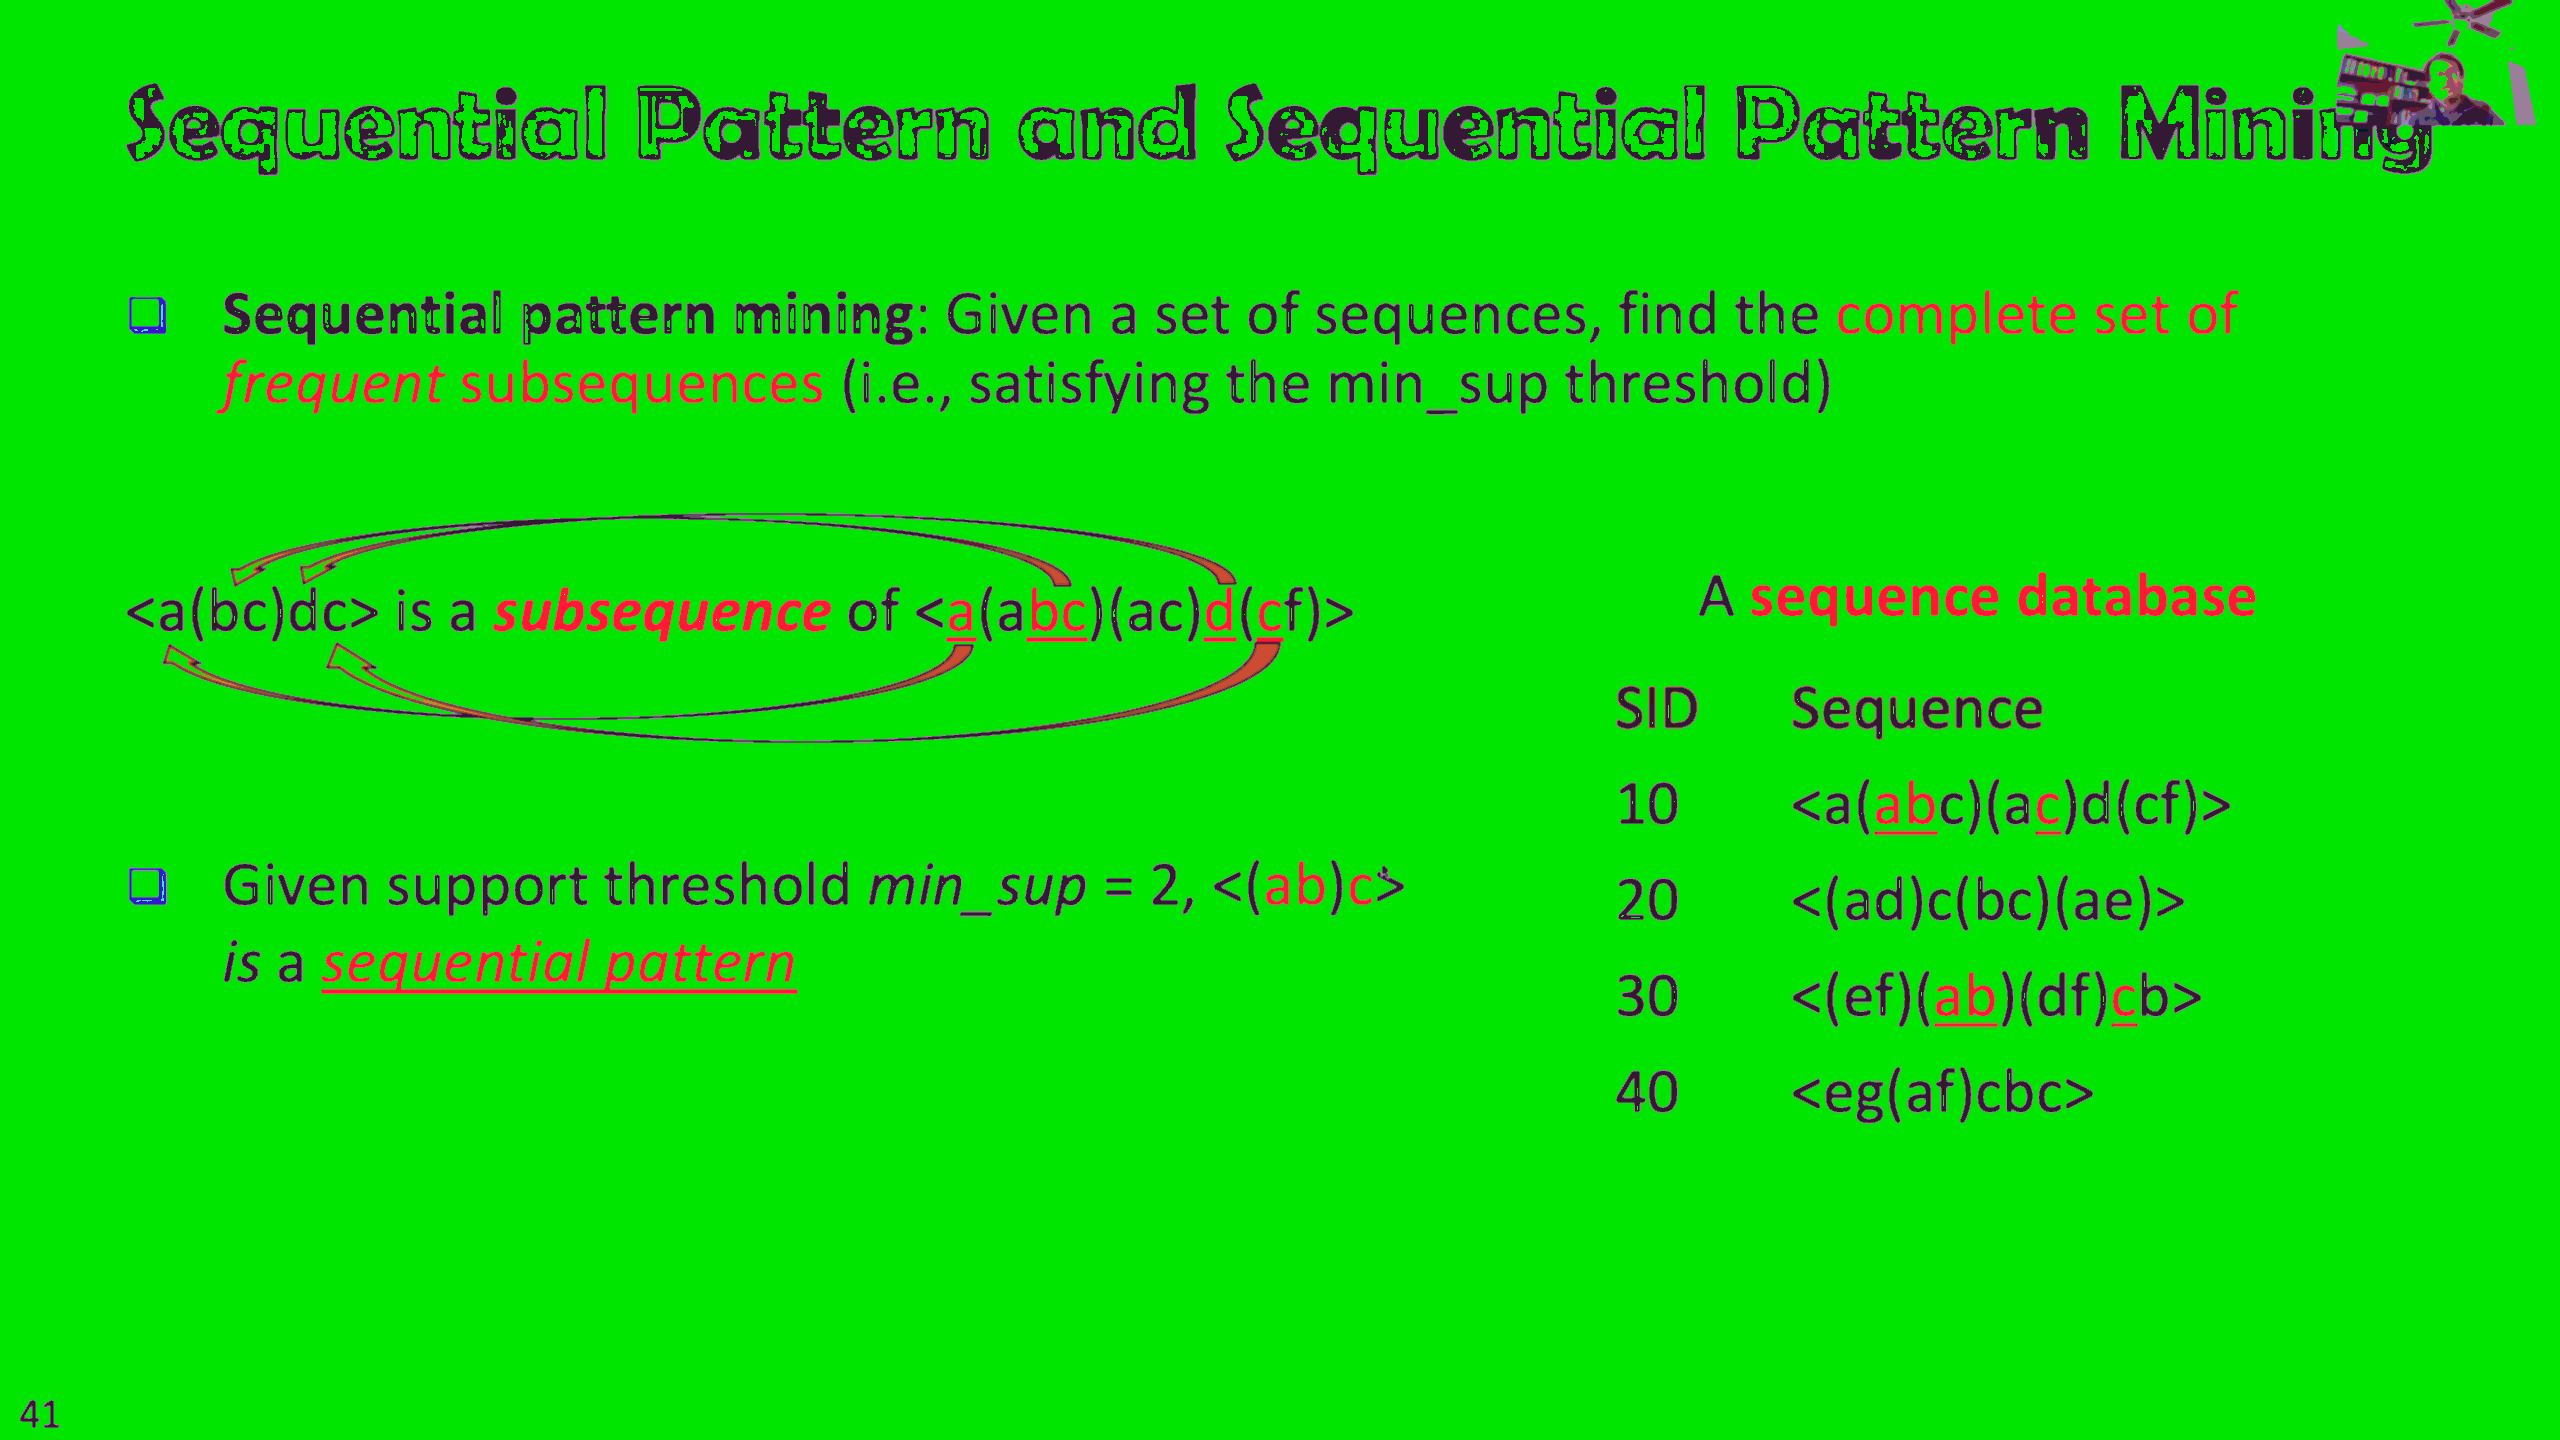 Sequential Pattern and Sequential Pattern Mining
❑ Sequential pattern mining: Given a set of sequences, find the complete set of
frequent subsequences (i.e., satisfying the min_sup threshold)
<a(bc)dc> is a subsequence of <a(abc)(ac)d(cf)>
❑ Given support threshold min_sup = 2, <(ab)c>
is a sequential pattern
A sequence database
SID Sequence
10 <a(abc)(ac)d(cf)>
20 <(ad)c(bc)(ae)>
30 <(ef)(ab)(df)cb>
40 <eg(af)cbc>
41